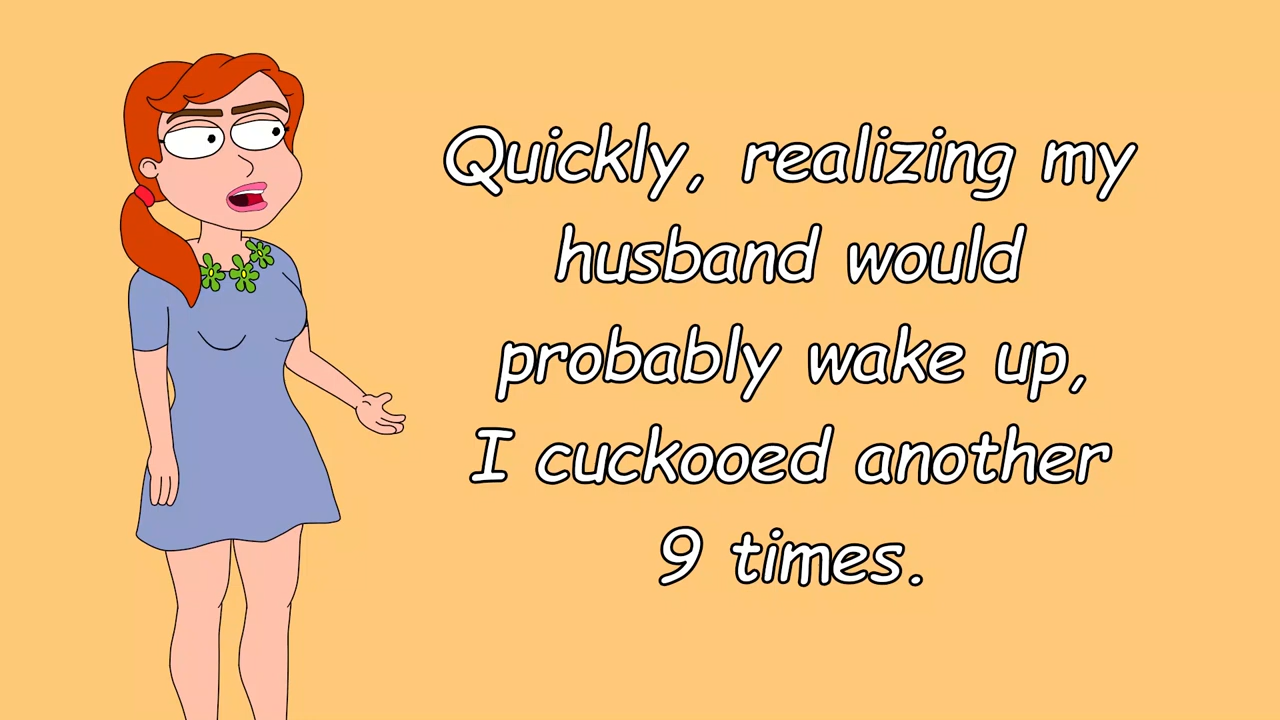 Quickly, realizing my
husband would
probably wake up,
I cuckooed another
9 times.